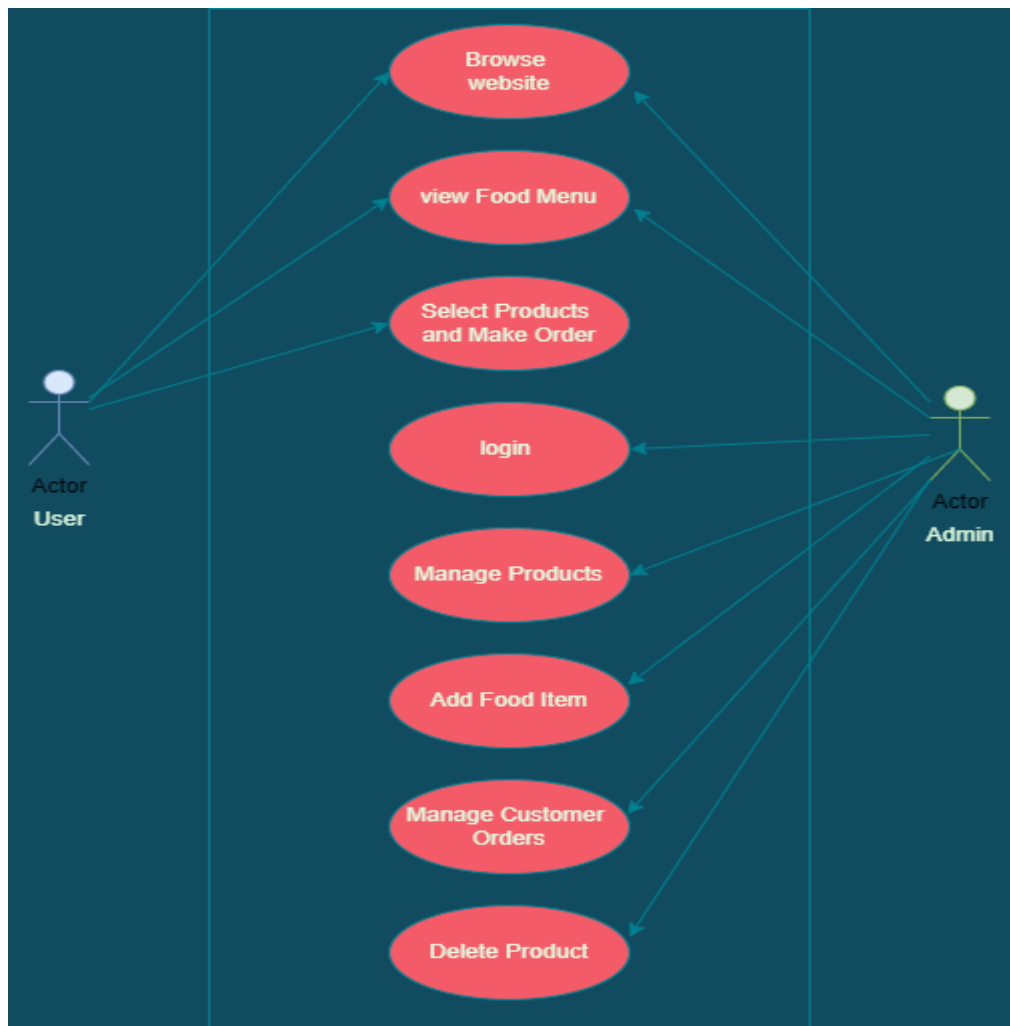 Browse
website
view Food Menu
Select Products
and Make Order
login
Actor
User
Actor
Admin
Manage Products
Add Food Item
Manage Customer
Orders
Delete Product